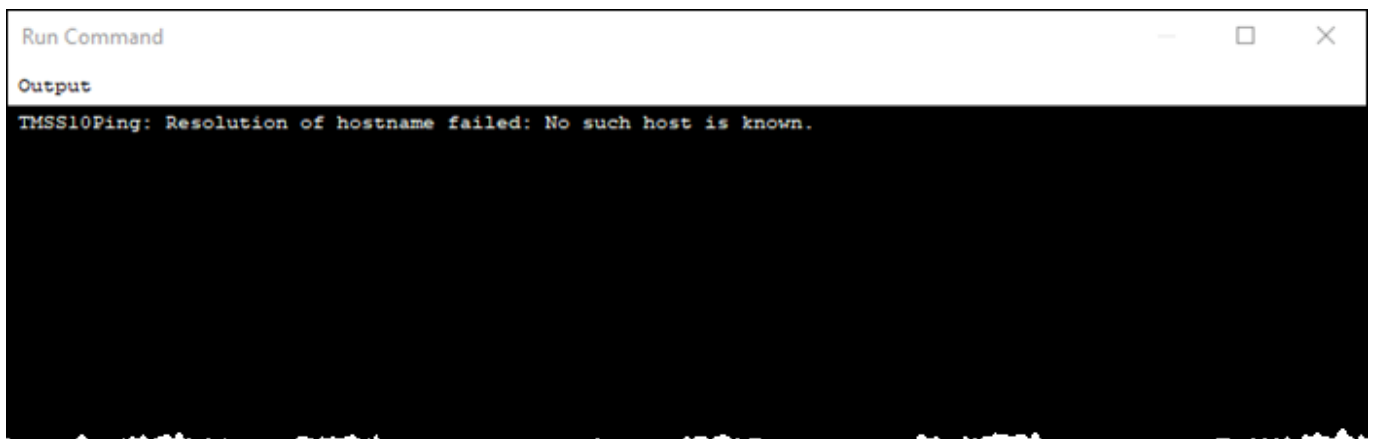 Run Command
Output
TMSS10Ping: Resolution of hostname failed: No such host is known.